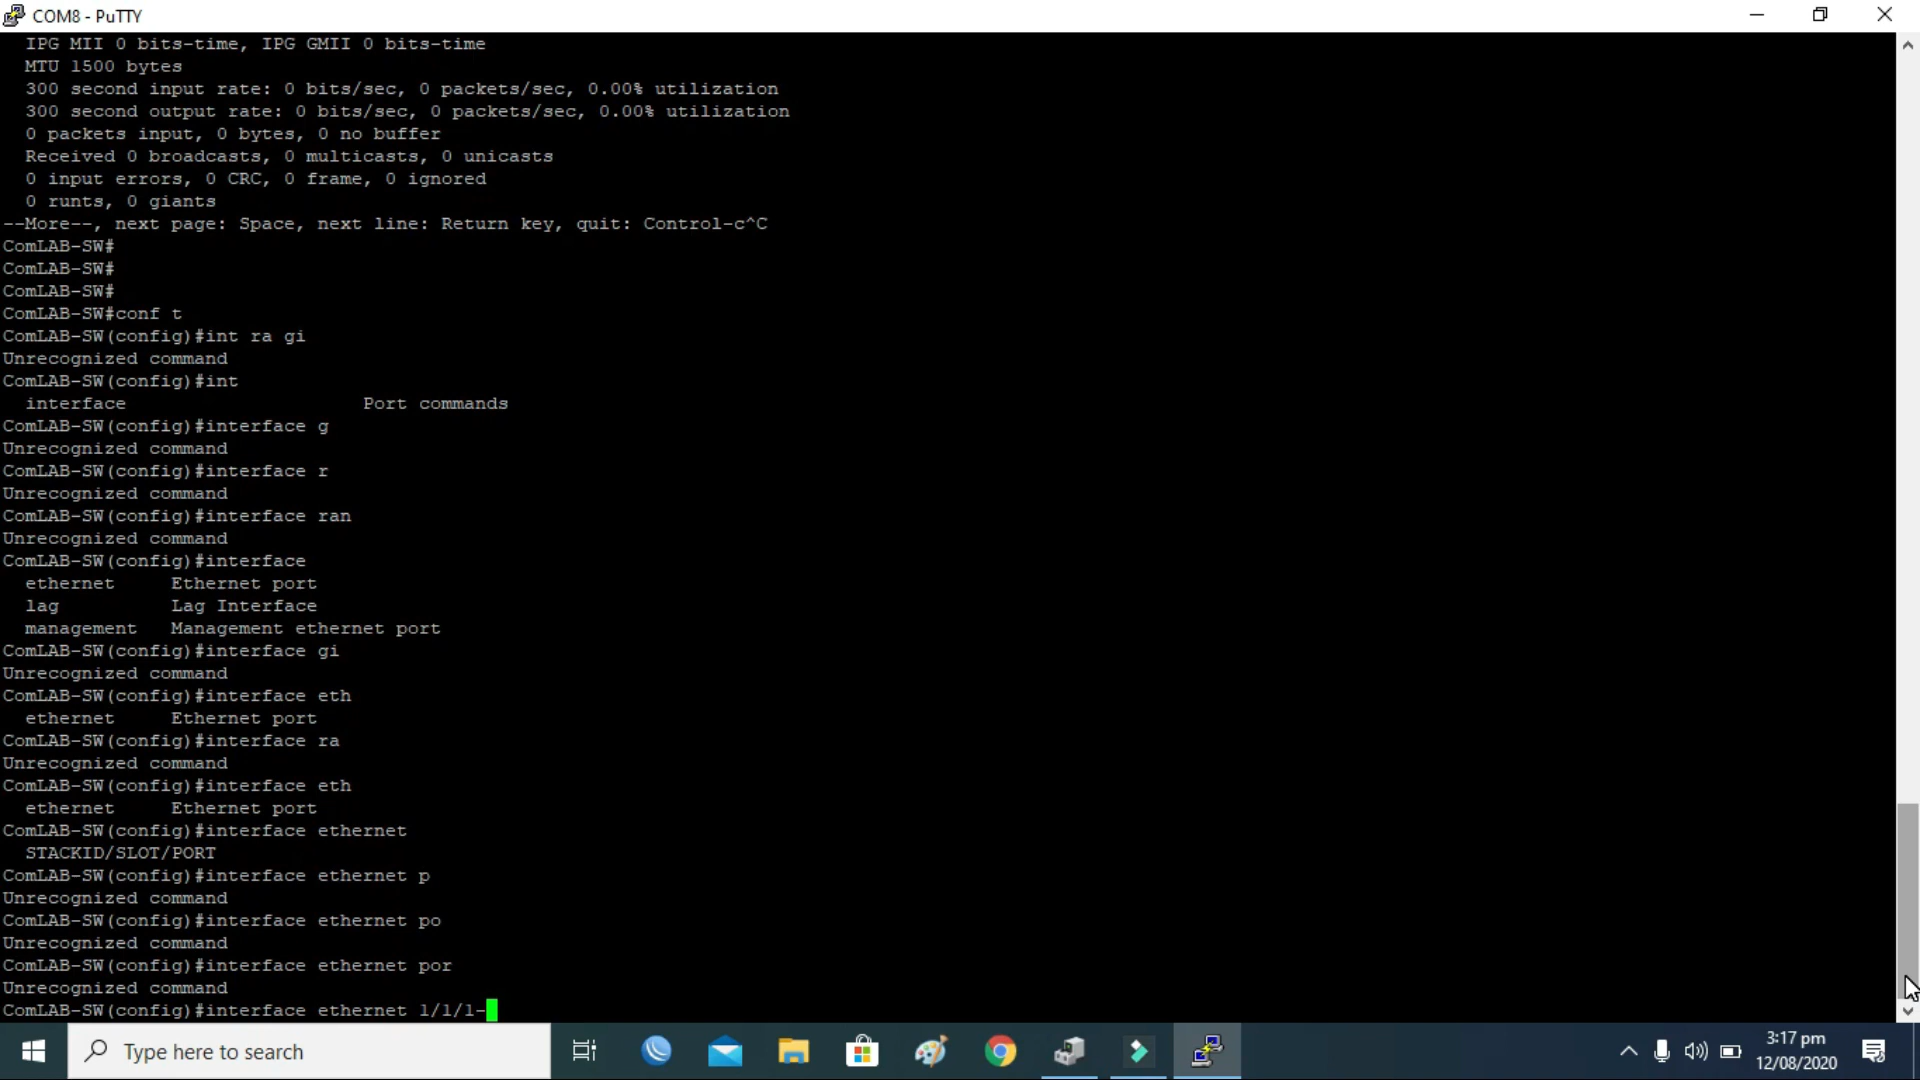 COM8 - PuTTY
IPG MII 0 bits-time, IPG GMII 0 bits-time
MTU 1500 bytes
300 second input rate: 0 bits/sec, 0 packets/sec, 0.00% utilization
300 second output rate: 0 bits/sec, 0 packets/sec, 0.00% utilization
0 packets input, 0 bytes, 0 no buffer
Received 0 broadcasts, 0 multicasts, 0 unicasts
0 input errors, 0 CRC, 0 frame, 0 ignored
0 runts, 0 giants
--More--, next page: Space, next line: Return key, quit: Control-c^C
ComLAB-SW#
ComLAB-SW#
ComLAB-SW#
ComLAB-SW#conf t
ComLAB-SW(config)#int ra gi
Unrecognized command
ComLAB-SW(config)#int
interface Port commands
ComLAB-SW(config)#interface g
Unrecognized command
ComLAB-SW(config)#interface r
Unrecognized command
ComLAB-SW(config)#interface ran
Unrecognized command
ComLAB-SW(config)#interface
ethernet Ethernet port
lag Lag Interface
management Management ethernet port
ComLAB-SW(config)#interface gi
Unrecognized command
ComLAB-SW(config)#interface eth
ethernet Ethernet port
ComLAB-SW(config)#interface ra
Unrecognized command
ComLAB-SW(config)#interface eth
ethernet Ethernet port
ComLAB-SW(config)#interface ethernet
STACKID/SLOT/PORT
ComLAB-SW(config)#interface ethernet p
Unrecognized command
ComLAB-SW(config)#interface ethernet po
Unrecognized command
ComLAB-SW(config)#interface ethernet por
Unrecognized command
ComLAB-SW(config)#interface ethernet 1/1/1-
Type here to search
3:17 pm
12/08/2020